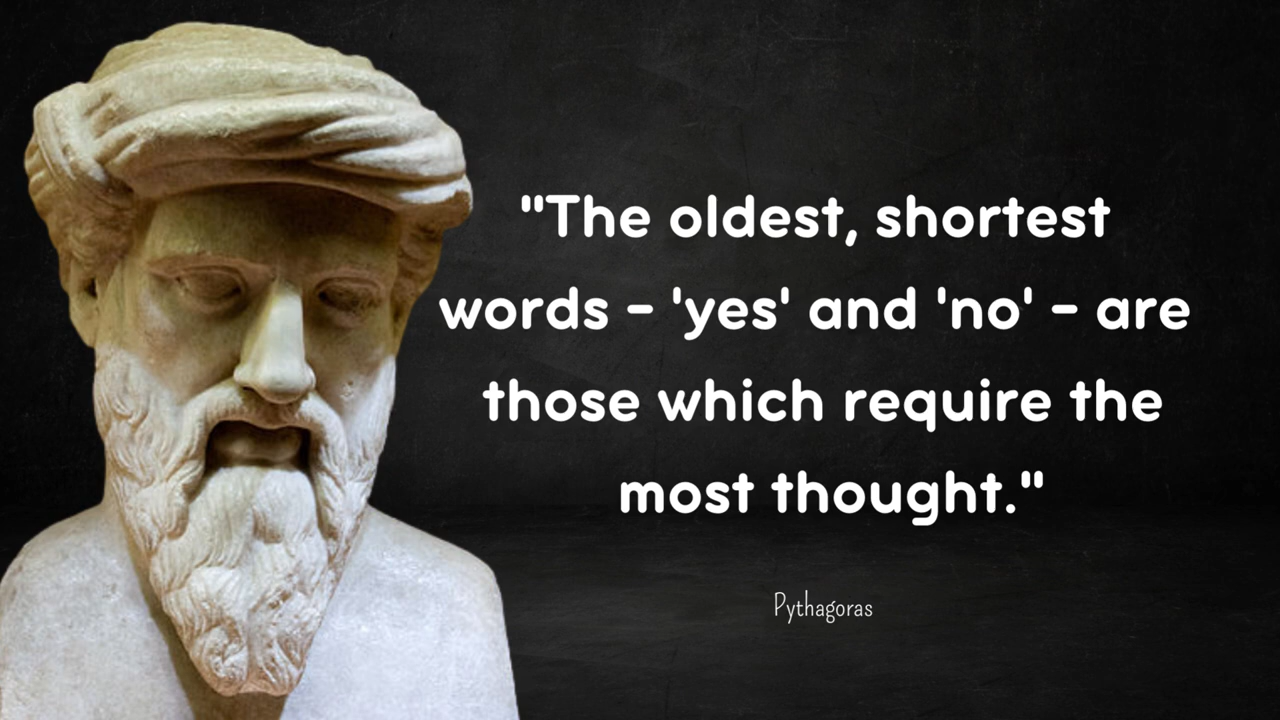 "The oldest, shortest
words - 'yes' and 'no' - are
those which require the
most thought."
Pythagoras